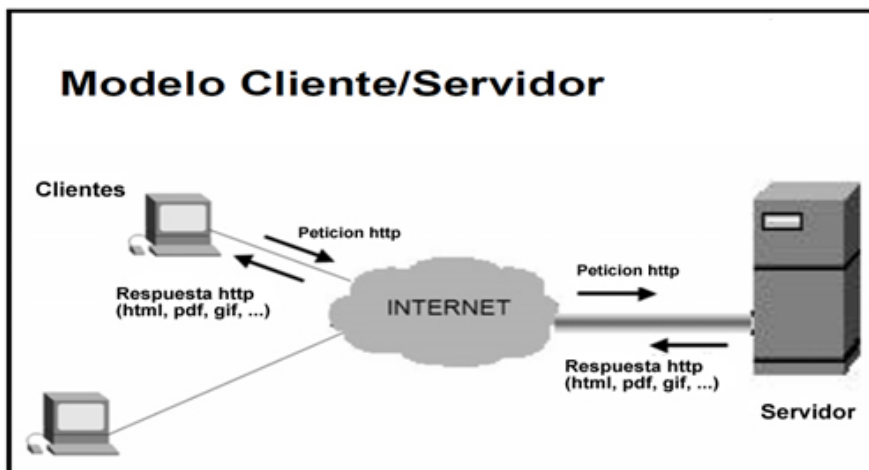 Modelo Cliente/Servidor
Clientes
Peticion http
Respuesta http
(html, pdf, gif, ...)
INTERNET
Peticion http
Respuesta http
(html, pdf, gif, ...)
Servidor